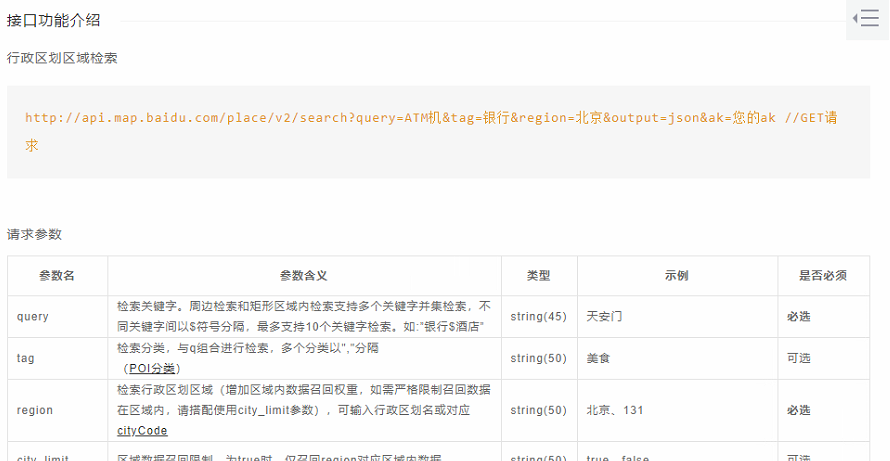 接口功能介绍
行政区划区域检索
http://api.map.baidu.com/place/v2/search?query=ATM机&tag=银行&region=北京&output=json&ak=您的ak //GET请
求
请求参数
参数名 参数含义 类型 示例 是否必须
检索关键字。周边检索和矩形区域内检索支持多个关键字并集检索，不
query 同关键字间以$符号分隔，最多支持10个关键字检索。如:"银行$酒店" string(45) 天安门 必选
检索分类，与q组合进行检索，多个分类以","分隔
tag （POI分类） string(50) 美食 可选
检索行政区划区域（增加区域内数据召回权重，如需严格限制召回数据
region 在区域内，请搭配使用city_limit参数），可输入行政区划名或对应 string(50) 北京、131 必选
cityCode
city_limit 区域数据召回限制，为true时，仅召回region对应区域内数据 string(50) true、false 可选